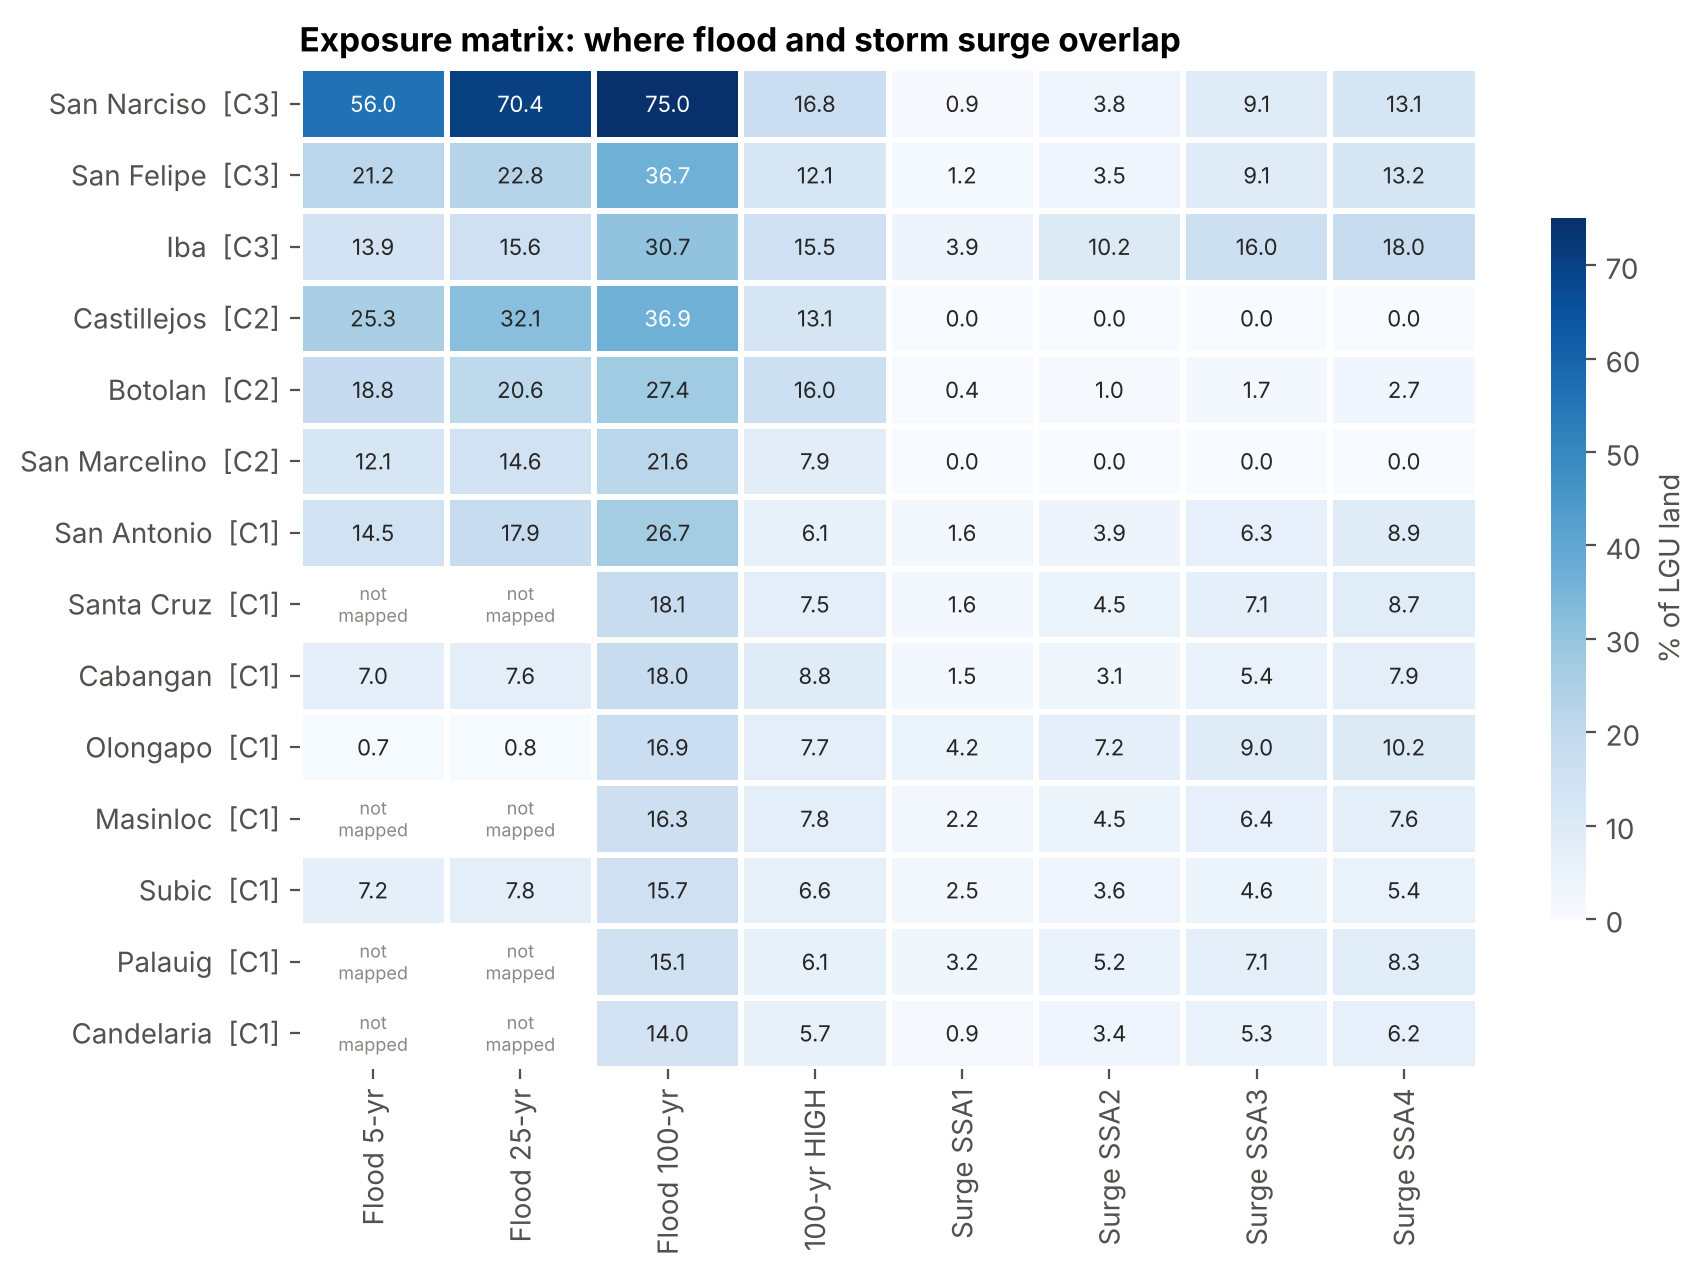 Exposure matrix: where flood and storm surge overlap
San Narciso [C3] 56.0 70.4 75.0 16.8 0.9 3.8 9.1 13.1
San Felipe [C3] 21.2 22.8 36.7 12.1 1.2 3.5 9.1 13.2
Iba [C3] 13.9 15.6 30.7 15.5 3.9 10.2 16.0 18.0
Castillejos [C2] 25.3 32.1 36.9 13.1 0.0 0.0 0.0 0.0
Botolan [C2] 18.8 20.6 27.4 16.0 0.4 1.0 1.7 2.7
San Marcelino [C2] 12.1 14.6 21.6 7.9 0.0 0.0 0.0 0.0
San Antonio [C1] 14.5 17.9 26.7 6.1 1.6 3.9 6.3 8.9
Santa Cruz [C1] not mapped not mapped 18.1 7.5 1.6 4.5 7.1 8.7
Cabangan [C1] 7.0 7.6 18.0 8.8 1.5 3.1 5.4 7.9
Olongapo [C1] 0.7 0.8 16.9 7.7 4.2 7.2 9.0 10.2
Masinloc [C1] not mapped not mapped 16.3 7.8 2.2 4.5 6.4 7.6
Subic [C1] 7.2 7.8 15.7 6.6 2.5 3.6 4.6 5.4
Palauig [C1] not mapped not mapped 15.1 6.1 3.2 5.2 7.1 8.3
Candelaria [C1] not mapped not mapped 14.0 5.7 0.9 3.4 5.3 6.2
Flood 5-yr
Flood 25-yr
Flood 100-yr
100-yr HIGH
Surge SSA1
Surge SSA2
Surge SSA3
Surge SSA4
70
60
50
40
30
20
10
0
% of LGU land